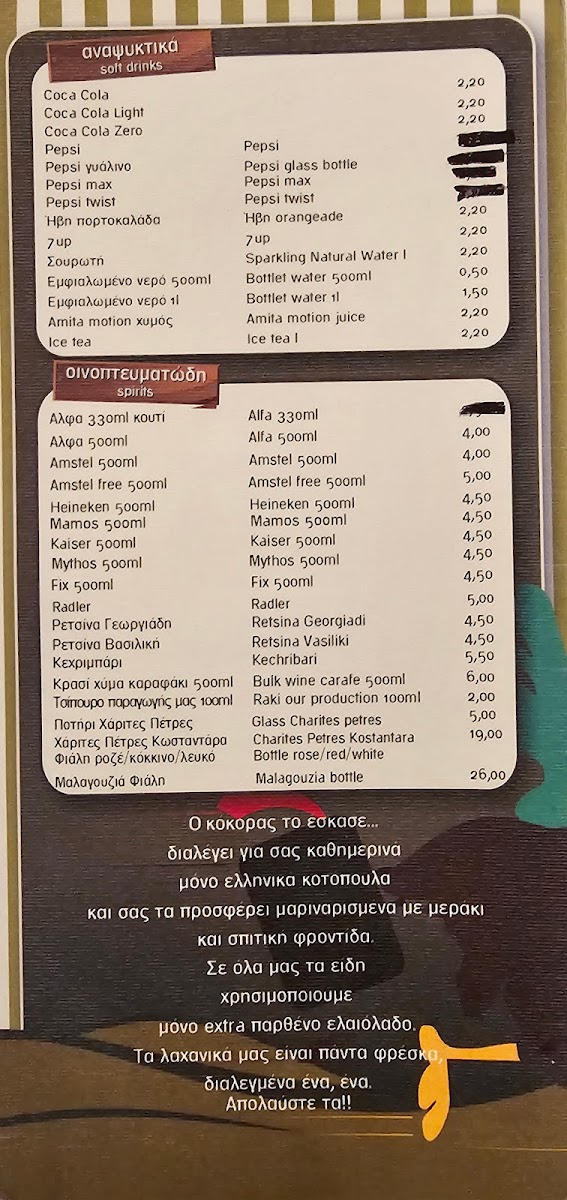 αναψυκτικά
soft drinks
Coca Cola 2,20
Coca Cola Light 2,20
Coca Cola Zero 2,20
Pepsi Pepsi
Pepsi γυάλινο Pepsi glass bottle
Pepsi max Pepsi max
Pepsi twist Pepsi twist
Ήβη πορτοκαλάδα Ήβη orangeade 2,20
7up 7up 2,20
Σουρωτή Sparkling Natural Water l 2,20
Εμφιαλωμένο νερό 500ml Bottlet water 500ml 0,50
Εμφιαλωμένο νερό 1l Bottlet water 1l 1,50
Amita motion χυμός Amita motion juice 2,20
Ice tea Ice tea l 2,20
οινοπτευματώδη
spirits
Αλφα 330ml κουτί Alfa 330ml
Αλφα 500ml Alfa 500ml 4,00
Amstel 500ml Amstel 500ml 4,00
Amstel free 500ml Amstel free 500ml 5,00
Heineken 500ml Heineken 500ml 4,50
Mamos 500ml Mamos 500ml 4,50
Kaiser 500ml Kaiser 500ml 4,50
Mythos 500ml Mythos 500ml 4,50
Fix 500ml Fix 500ml 4,50
Radler Radler 5,00
Ρετσίνα Γεωργιάδη Retsina Georgiadi 4,50
Ρετσίνα Βασιλική Retsina Vasiliki 4,50
Κεχριμπάρι Kechribari 5,50
Κρασί χύμα καραφάκι 500ml Bulk wine carafe 500ml 6,00
Τσίπουρο παραγωγής μας 100ml Raki our production 100ml 2,00
Ποτήρι Χάριτες Πέτρες Glass Charites petres 5,00
Χάριτες Πέτρες Κωσταντάρα Charites Petres Kostantara 19,00
Φιάλη ροζέ/κόκκινο/λευκό Bottle rose/red/white
Μαλαγουζιά Φιάλη Malagouzia bottle 26,00
Ο κόκορας το έσκασε...
διαλέγει για σας καθημερινά
μόνο ελληνικα κοτοπουλα
και σας τα προσφέρει μαριναρισμενα με μεράκι
και σπιτικη φροντίδα.
Σε όλα μας τα είδη
χρησιμοποιουμε
μόνο extra παρθένο ελαιόλαδο.
Τα λαχανικά μας είναι πάντα φρέσκα,
διαλεγμένα ένα, ένα.
Απολαύστε τα!!